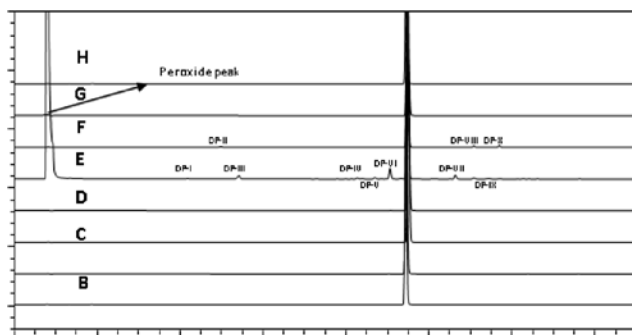 H
Peroxide peak
G
F
DP-II
DP-VIII DP-X
E
DP-I DP-III DP-IV DP-VI DP-VII
DP-V DP-IX
D
C
B